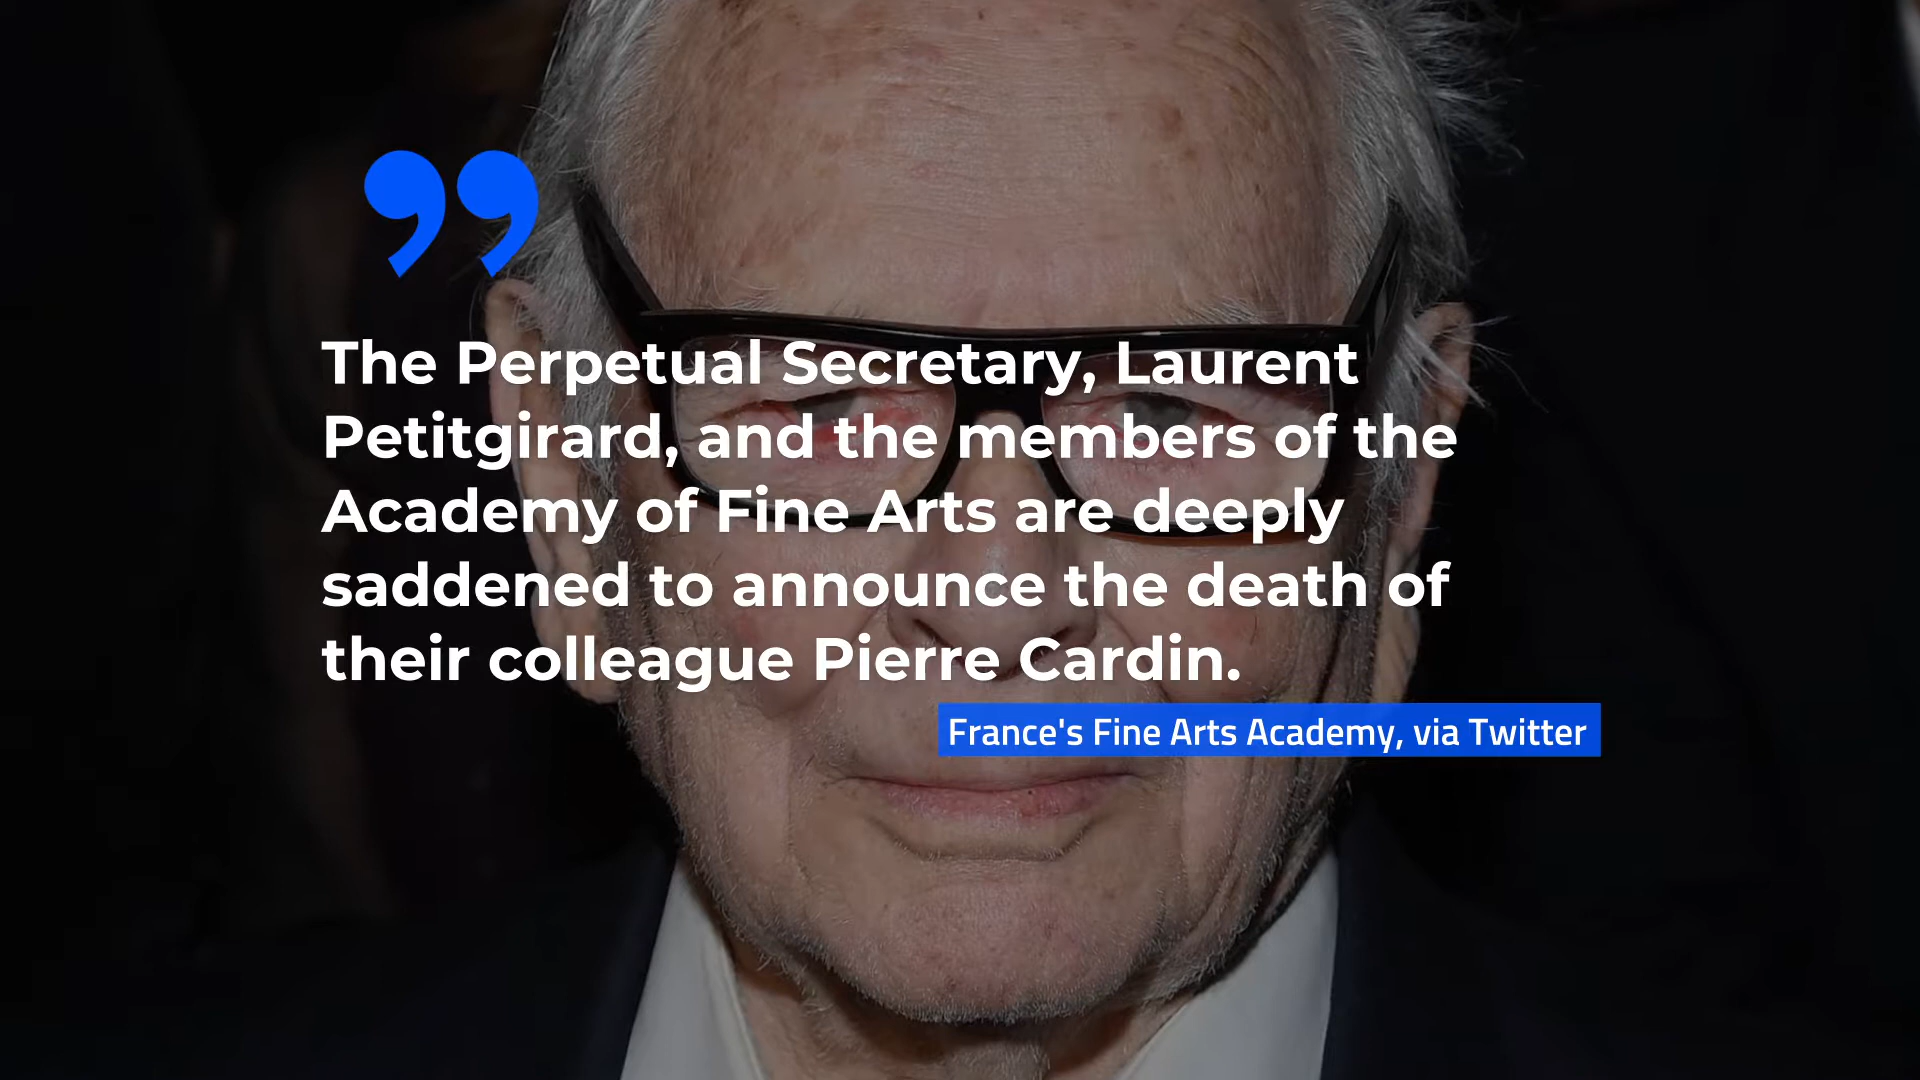 ”
The Perpetual Secretary, Laurent
Petitgirard, and the members of the
Academy of Fine Arts are deeply
saddened to announce the death of
their colleague Pierre Cardin.
France's Fine Arts Academy, via Twitter